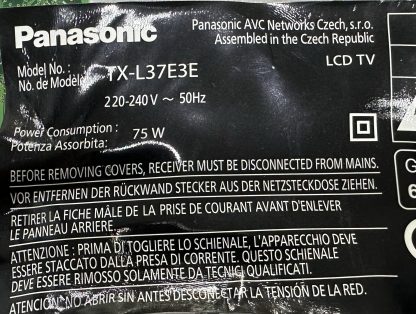 Panasonic
Panasonic AVC Networks Czech, s.r.o.
Assembled in the Czech Republic
Model No. :
No. de Modèle :
TX-L37E3E
LCD TV
220-240 V ~ 50Hz
Power Consumption :
Potenza Assorbita:
75 W
BEFORE REMOVING COVERS, RECEIVER MUST BE DISCONNECTED FROM MAINS.
VOR ENTFERNEN DER RÜCKWAND STECKER AUS DER NETZSTECKDOSE ZIEHEN.
RETIRER LA FICHE MÂLE DE LA PRISE DE COURANT AVANT D'ENLEVER
LE PANNEAU ARRIERE.
ATTENZIONE : PRIMA DI TOGLIERE LO SCHIENALE, L'APPARECCHIO DEVE
ESSERE STACCATO DALLA PRESA DI CORRENTE. QUESTO SCHIENALE
DEVE ESSERE RIMOSSO SOLAMENTE DA TECNICI QUALIFICATI.
ATENCIÓN: NO ABRIR SIN ANTES DESCONECTAR LA TENSIÓN DE LA RED.